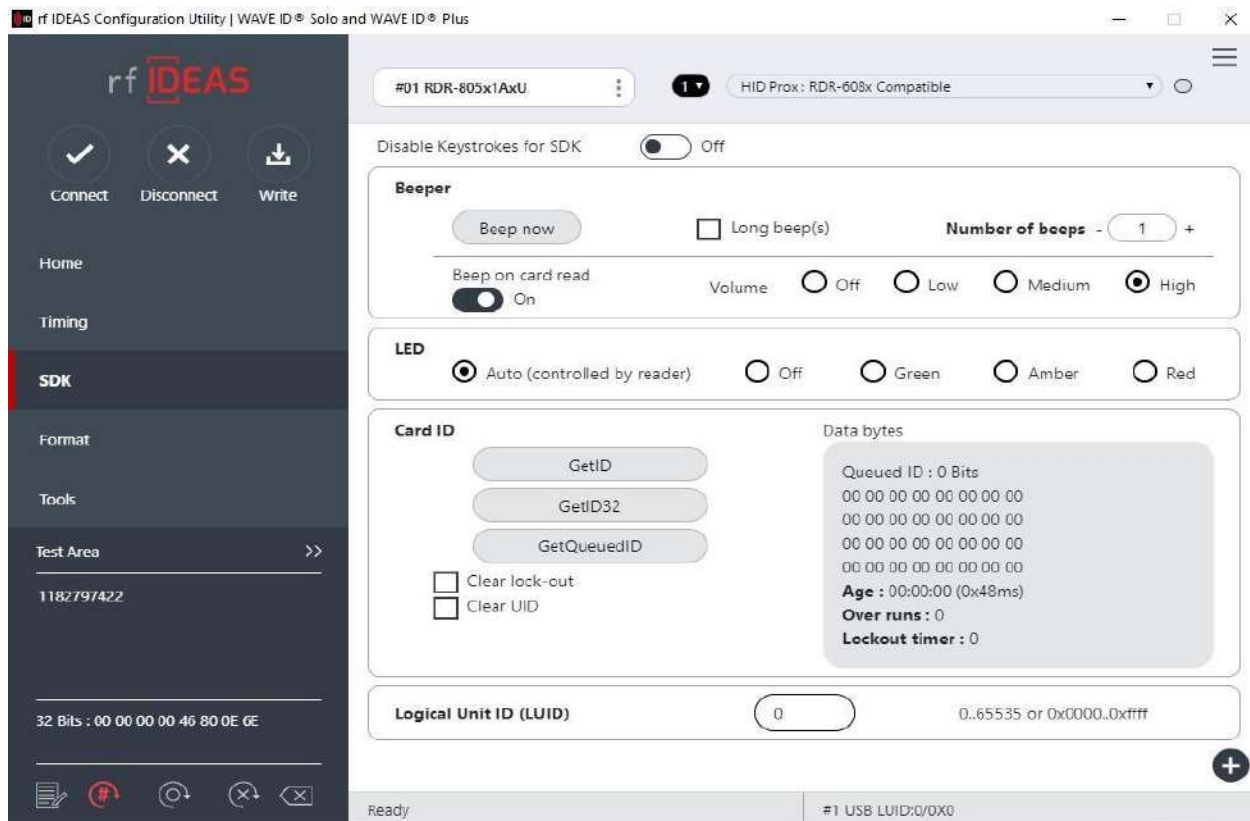 rf IDEAS Configuration Utility | WAVE ID® Solo and WAVE ID® Plus
rf IDEAS
Connect
Disconnect
Write
Home
Timing
SDK
Format
Tools
Test Area >>
1182797422
32 Bits : 00 00 00 00 46 80 0E 6E
#01 RDR-805x1AxU
1
HID Prox : RDR-608x Compatible
Disable Keystrokes for SDK Off
Beeper
Beep now
Long beep(s)
Number of beeps - 1 +
Beep on card read
On
Volume Off Low Medium High
LED
Auto (controlled by reader) Off Green Amber Red
Card ID
GetID
GetID32
GetQueuedID
Clear lock-out
Clear UID
Data bytes
Queued ID : 0 Bits
00 00 00 00 00 00 00 00
00 00 00 00 00 00 00 00
00 00 00 00 00 00 00 00
00 00 00 00 00 00 00 00
Age : 00:00:00 (0x48ms)
Over runs : 0
Lockout timer : 0
Logical Unit ID (LUID) 0 0..65535 or 0x0000..0xffff
Ready
#1 USB LUID:0/0X0